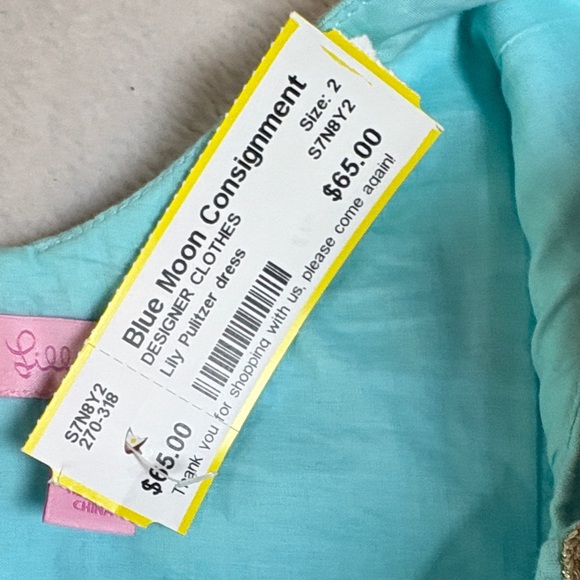 Blue Moon Consignment
DESIGNER CLOTHES
Lily Pulitzer dress
Size: 2
S7N8Y2
$65.00
Thank you for shopping with us, please come again!
S7N8Y2
270-318
$65.00
Lill
CHINA